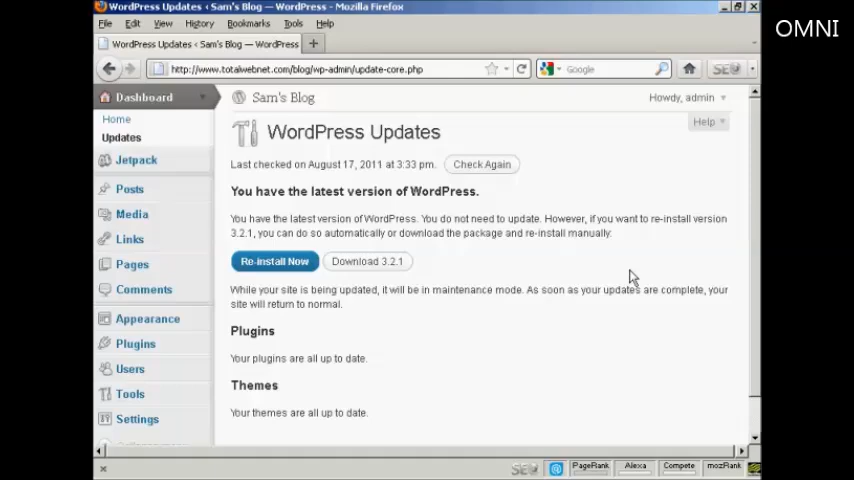 WordPress Updates ‹ Sam's Blog — WordPress - Mozilla Firefox
OMNI
File Edit View History Bookmarks Tools Help
WordPress Updates ‹ Sam's Blog — WordPress
http://www.totalwebnet.com/blog/wp-admin/update-core.php
Google
SEO
Dashboard
Sam's Blog
Howdy, admin
Home
Updates
Help
WordPress Updates
Jetpack
Last checked on August 17, 2011 at 3:33 pm.
Check Again
Posts
You have the latest version of WordPress.
Media
You have the latest version of WordPress. You do not need to update. However, if you want to re-install version
3.2.1, you can do so automatically or download the package and re-install manually:
Links
Re-install Now
Download 3.2.1
Pages
Comments
While your site is being updated, it will be in maintenance mode. As soon as your updates are complete, your
site will return to normal.
Appearance
Plugins
Plugins
Your plugins are all up to date.
Users
Themes
Tools
Your themes are all up to date.
Settings
SEO
PageRank
Alexa
Compete
mozRank